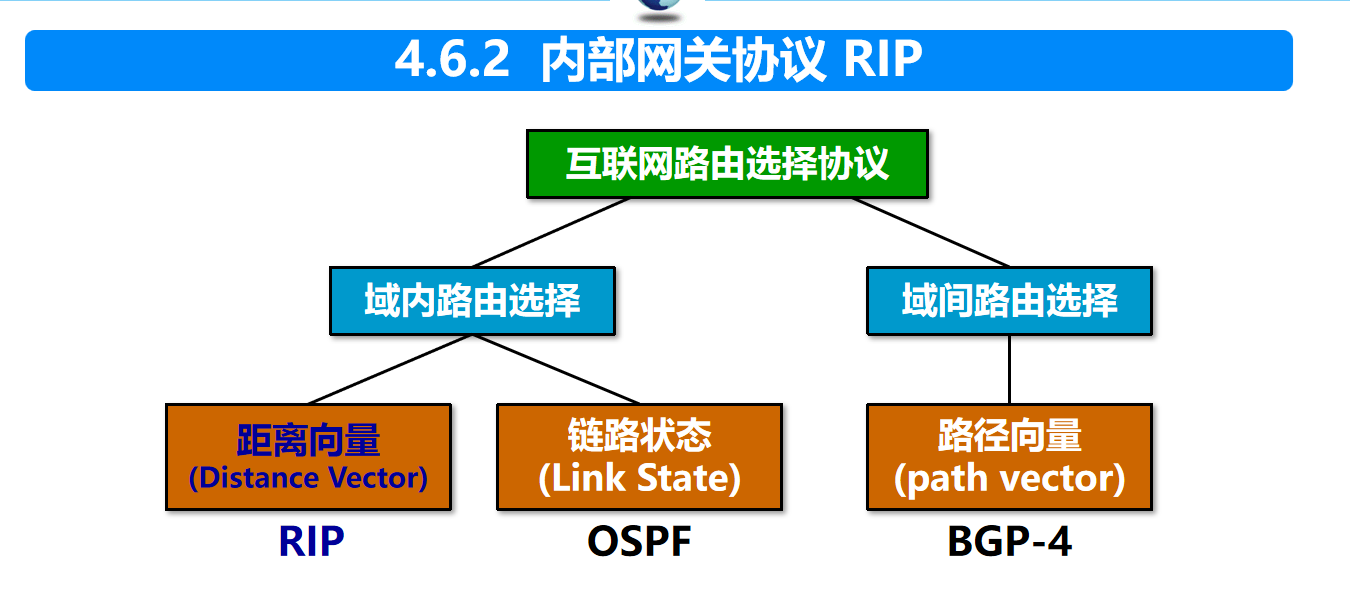 4.6.2 内部网关协议 RIP
互联网路由选择协议
域内路由选择
域间路由选择
距离向量
(Distance Vector)
链路状态
(Link State)
路径向量
(path vector)
RIP
OSPF
BGP-4